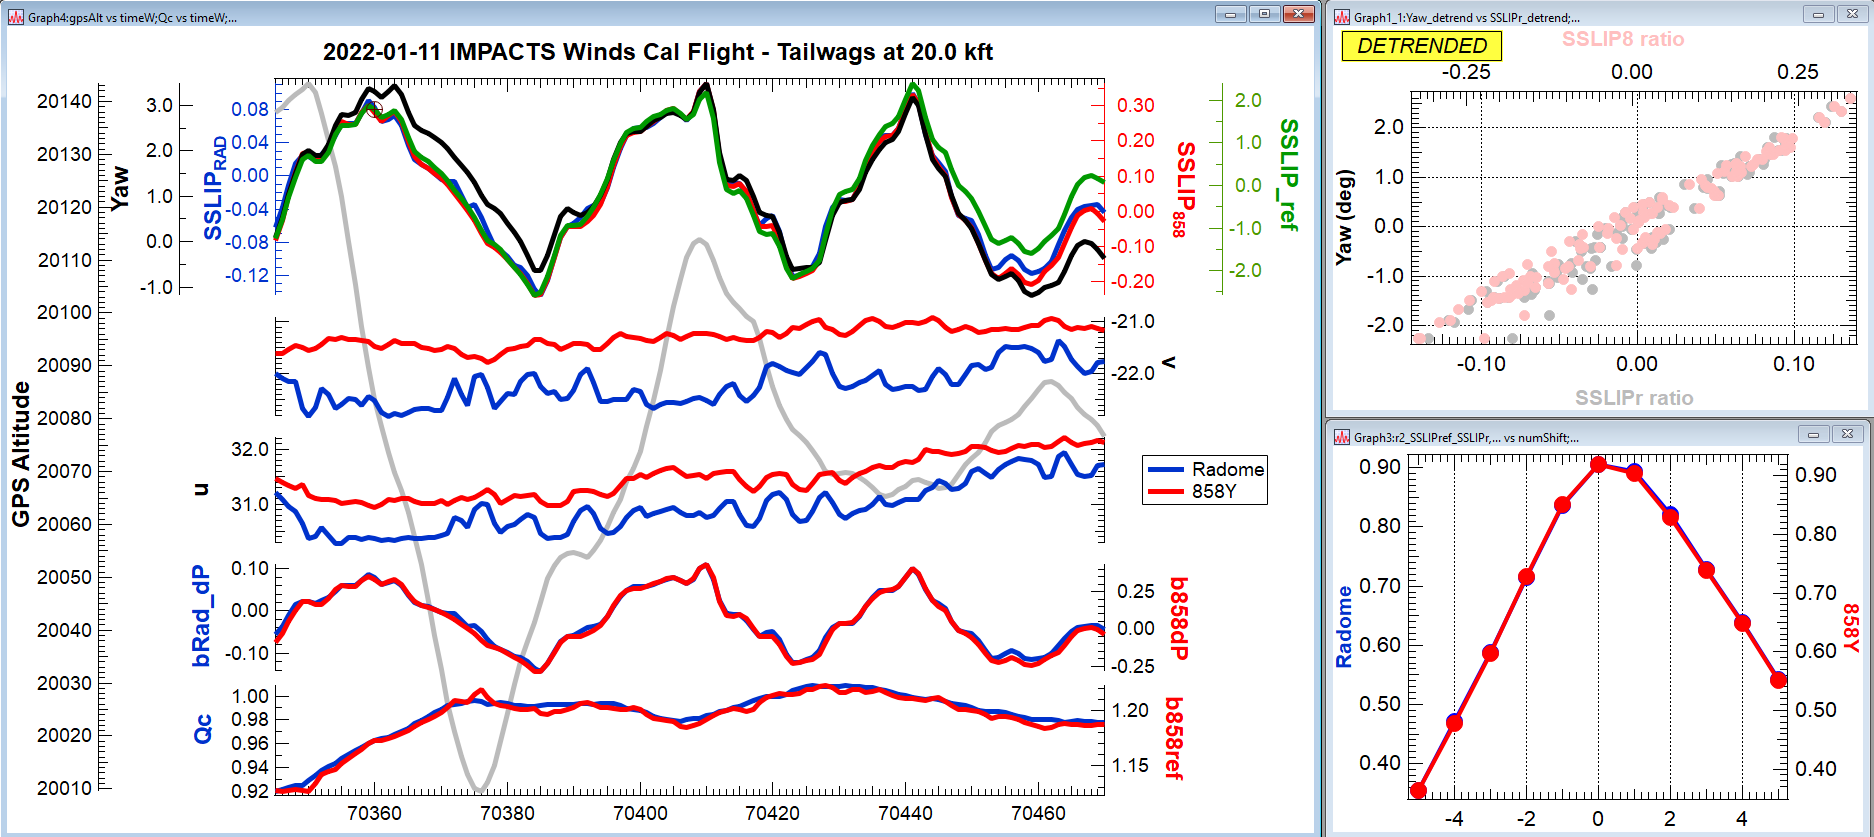 Graph4:gpsAlt vs timeW;Qc vs timeW;...
2022-01-11 IMPACTS Winds Cal Flight - Tailwags at 20.0 kft
GPS Altitude
20140
20130
20120
20110
20100
20090
20080
20070
20060
20050
20040
20030
20020
20010
Yaw
3.0
2.0
1.0
0.0
-1.0
SSLIPRAD
0.08
0.04
0.00
-0.04
-0.08
-0.12
0.30
0.20
0.10
0.00
-0.10
-0.20
SSLIP858
2.0
1.0
0.0
-1.0
-2.0
SSLIP_ref
-21.0
-22.0
v
u
32.0
31.0
Radome
858Y
bRad_dP
0.10
0.00
-0.10
0.25
0.00
-0.25
b858dP
Qc
1.00
0.98
0.96
0.94
0.92
1.20
1.15
b858ref
70360 70380 70400 70420 70440 70460
Graph1_1:Yaw_detrend vs SSLIPr_detrend;...
DETRENDED
SSLIP8 ratio
-0.25 0.00 0.25
Yaw (deg)
2.0
1.0
0.0
-1.0
-2.0
-0.10 0.00 0.10
SSLIPr ratio
Graph3:r2_SSLIPref_SSLIPr,... vs numShift;...
Radome
0.90
0.80
0.70
0.60
0.50
0.40
0.90
0.80
0.70
0.60
0.50
0.40
858Y
-4 -2 0 2 4